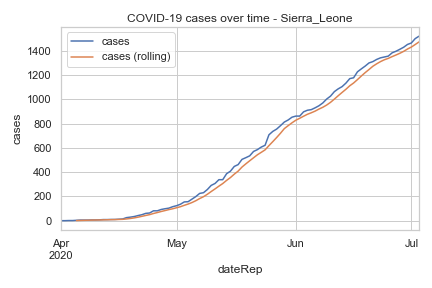 COVID-19 cases over time - Sierra_Leone
cases
cases (rolling)
1400
1200
1000
800
600
400
200
0
cases
Apr
2020
May
Jun
Jul
dateRep